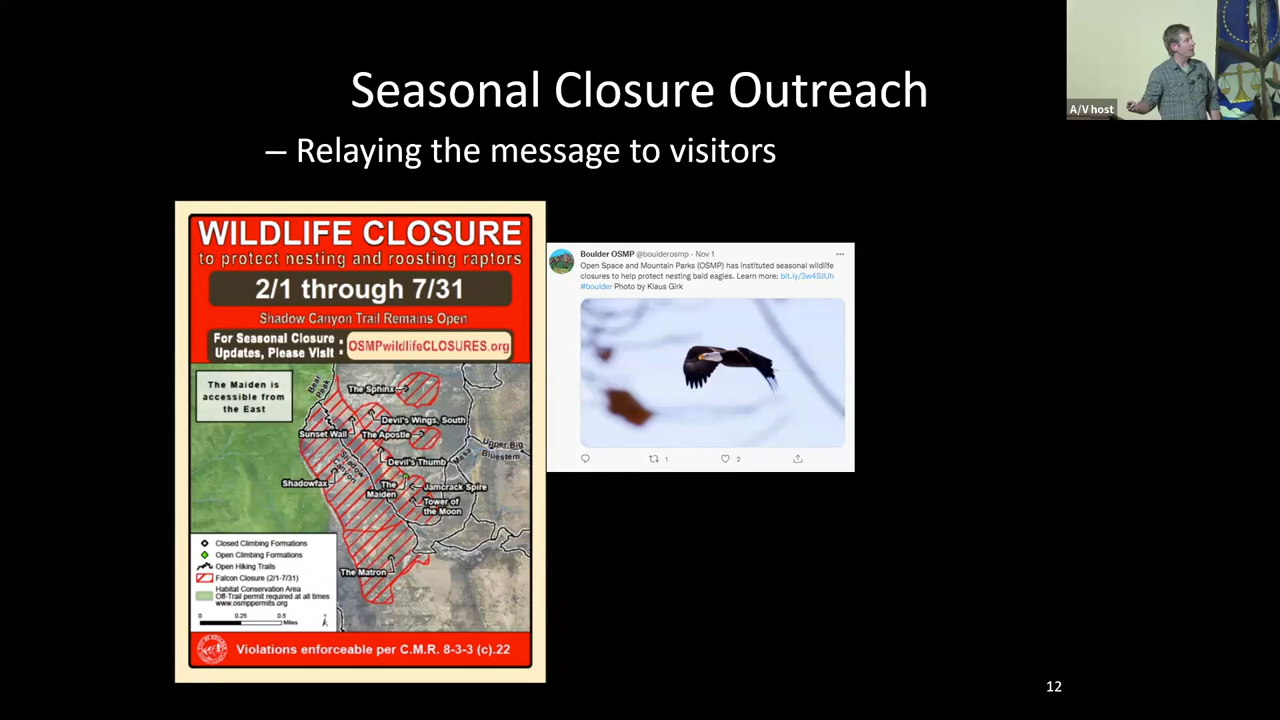 A/V host
Seasonal Closure Outreach
– Relaying the message to visitors
WILDLIFE CLOSURE
to protect nesting and roosting raptors
2/1 through 7/31
Shadow Canyon Trail Remains Open
For Seasonal Closure
Updates, Please Visit :
OSMPwildlifeCLOSURES.org
The Maiden is
accessible from
the East
Bear
Peak
The Sphinx
Devil's Wings, South
Sunset Wall
The Apostle
Upper Big
Bluestem
Mesa
Devil's Thumb
Shadow
Canyon
Shadowfax
The
Maiden
Jamcrack Spire
Tower of
the Moon
The Matron
Closed Climbing Formations
Open Climbing Formations
Open Hiking Trails
Falcon Closure (2/1-7/31)
Habitat Conservation Area
Off-Trail permit required at all times
www.osmppermits.org
0 0.25 0.5
Miles
Violations enforceable per C.M.R. 8-3-3 (c).22
Boulder OSMP @boulderosmp · Nov 1
Open Space and Mountain Parks (OSMP) has instituted seasonal wildlife
closures to help protect nesting bald eagles. Learn more: bit.ly/3w4SJUh
#boulder Photo by Klaus Girk
1
2
12